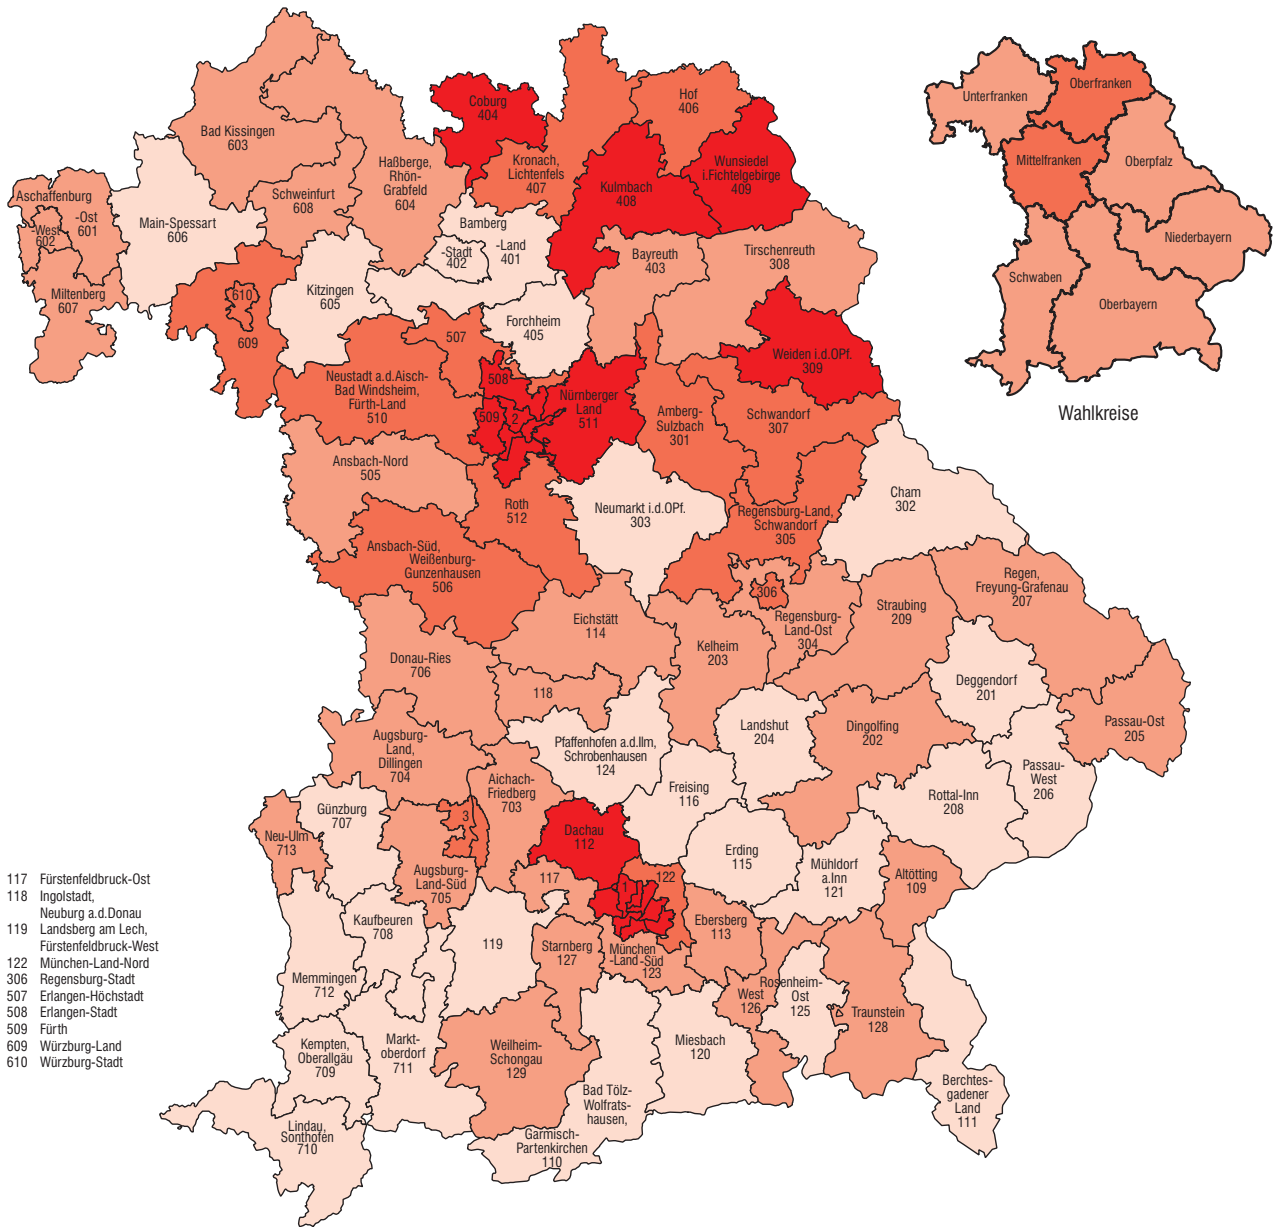 Coburg
404
Hof
406
Bad Kissingen
603
Haßberge,
Rhön-
Grabfeld
604
Kronach,
Lichtenfels
407
Kulmbach
408
Wunsiedel
i.Fichtelgebirge
409
Aschaffenburg
-West
602
-Ost
601
Main-Spessart
606
Schweinfurt
608
Bamberg
-Stadt
402
-Land
401
Bayreuth
403
Tirschenreuth
308
Miltenberg
607
610
609
Kitzingen
605
Forchheim
405
507
508
509
2
Neustadt a.d.Aisch-
Bad Windsheim,
Fürth-Land
510
Nürnberger
Land
511
Weiden i.d.OPf.
309
Amberg-
Sulzbach
301
Schwandorf
307
Ansbach-Nord
505
Roth
512
Neumarkt i.d.OPf.
303
Regensburg-Land,
Schwandorf
305
Cham
302
Ansbach-Süd,
Weißenburg-
Gunzenhausen
506
306
Regensburg-
Land-Ost
304
Straubing
209
Regen,
Freyung-Grafenau
207
Eichstätt
114
Kelheim
203
Donau-Ries
706
118
Deggendorf
201
Passau-Ost
205
Landshut
204
Dingolfing
202
Augsburg-
Land,
Dillingen
704
Pfaffenhofen a.d.Ilm,
Schrobenhausen
124
Aichach-
Friedberg
703
Freising
116
Passau-
West
206
Rottal-Inn
208
Günzburg
707
3
Neu-Ulm
713
Dachau
112
Erding
115
Mühldorf
a.Inn
121
Altötting
109
Augsburg-
Land-Süd
705
117
1
122
Kaufbeuren
708
119
Starnberg
127
München
-Land-Süd
123
Ebersberg
113
Memmingen
712
Rosenheim-
West
126
Ost
125
Traunstein
128
Kempten,
Oberallgäu
709
Markt-
oberdorf
711
Weilheim-
Schongau
129
Miesbach
120
Bad Tölz-
Wolfrats-
hausen,
Garmisch-
Partenkirchen
110
Berchtes-
gadener
Land
111
Lindau,
Sonthofen
710
Unterfranken
Oberfranken
Mittelfranken
Oberpfalz
Niederbayern
Schwaben
Oberbayern
Wahlkreise
117 Fürstenfeldbruck-Ost
118 Ingolstadt,
Neuburg a.d.Donau
119 Landsberg am Lech,
Fürstenfeldbruck-West
122 München-Land-Nord
306 Regensburg-Stadt
507 Erlangen-Höchstadt
508 Erlangen-Stadt
509 Fürth
609 Würzburg-Land
610 Würzburg-Stadt